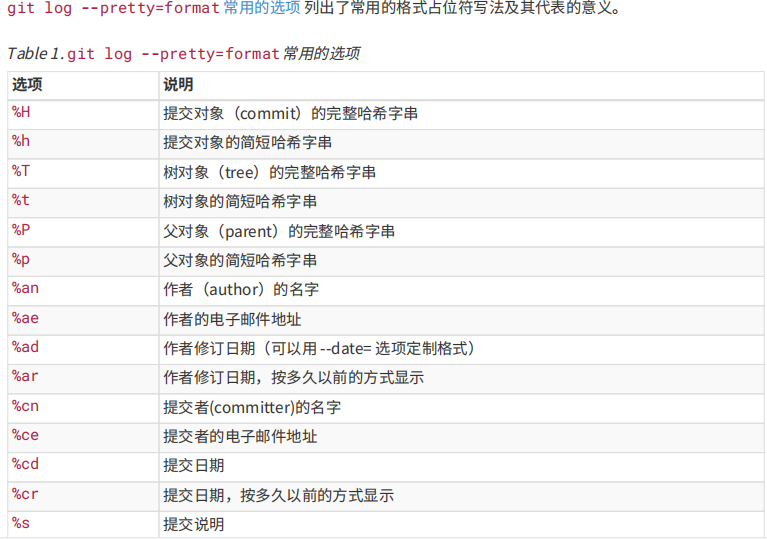 git log --pretty=format 常用的选项 列出了常用的格式占位符写法及其代表的意义。
Table 1. git log --pretty=format 常用的选项
选项 说明
%H 提交对象（commit）的完整哈希字串
%h 提交对象的简短哈希字串
%T 树对象（tree）的完整哈希字串
%t 树对象的简短哈希字串
%P 父对象（parent）的完整哈希字串
%p 父对象的简短哈希字串
%an 作者（author）的名字
%ae 作者的电子邮件地址
%ad 作者修订日期（可以用 --date= 选项定制格式）
%ar 作者修订日期，按多久以前的方式显示
%cn 提交者(committer)的名字
%ce 提交者的电子邮件地址
%cd 提交日期
%cr 提交日期，按多久以前的方式显示
%s 提交说明